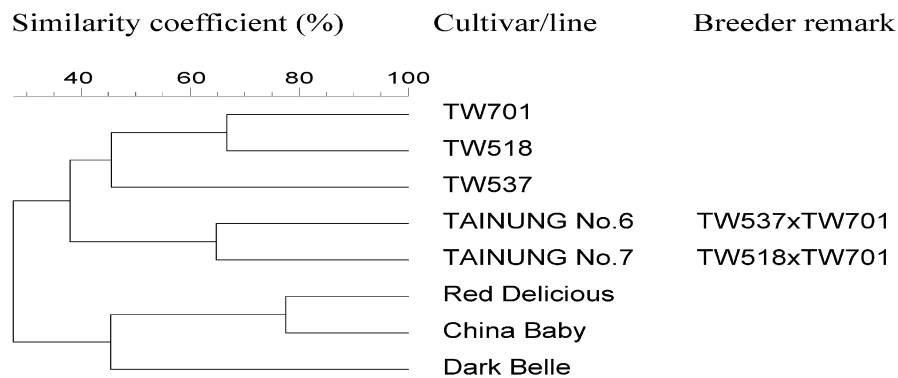 Similarity coefficient (%) Cultivar/line Breeder remark
40 60 80 100
TW701
TW518
TW537
TAINUNG No.6 TW537xTW701
TAINUNG No.7 TW518xTW701
Red Delicious
China Baby
Dark Belle